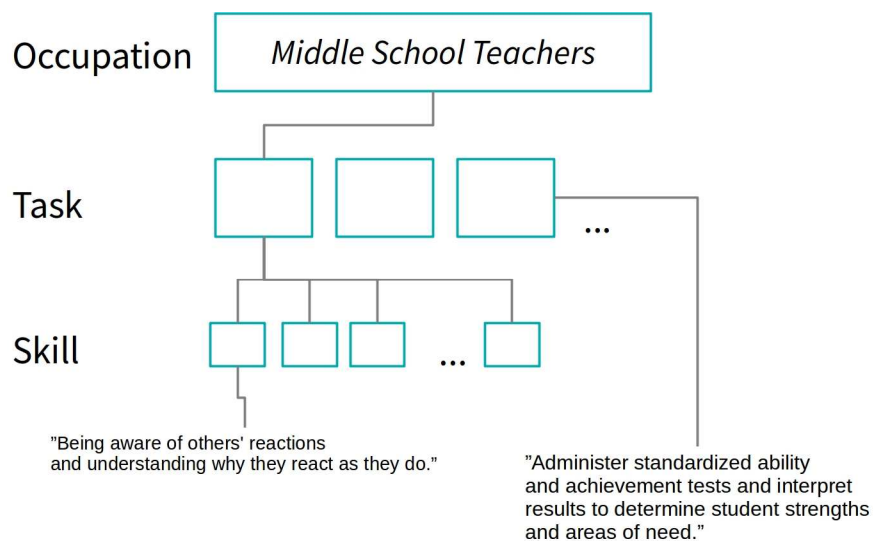 Occupation
Middle School Teachers
Task
...
Skill
...
”Being aware of others' reactions
and understanding why they react as they do.”
”Administer standardized ability
and achievement tests and interpret
results to determine student strengths
and areas of need.”